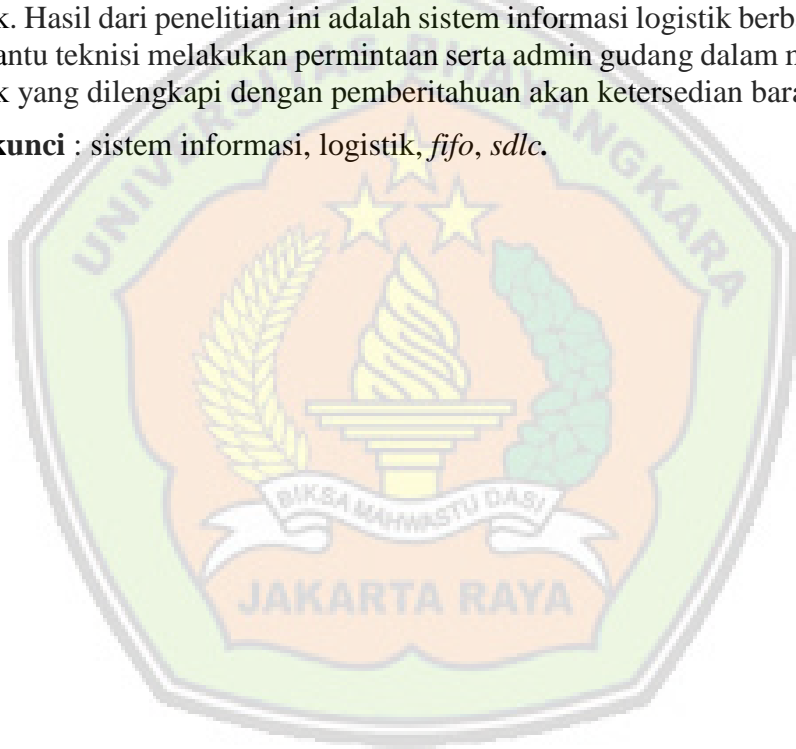 k. Hasil dari penelitian ini adalah sistem informasi logistik berb
antu teknisi melakukan permintaan serta admin gudang dalam
k yang dilengkapi dengan pemberitahuan akan ketersedian bara
kunci : sistem informasi, logistik, fifo, sdlc.
UNIVERSITAS BHAYANGKARA
BIKSA MAHWASTU DASI
JAKARTA RAYA